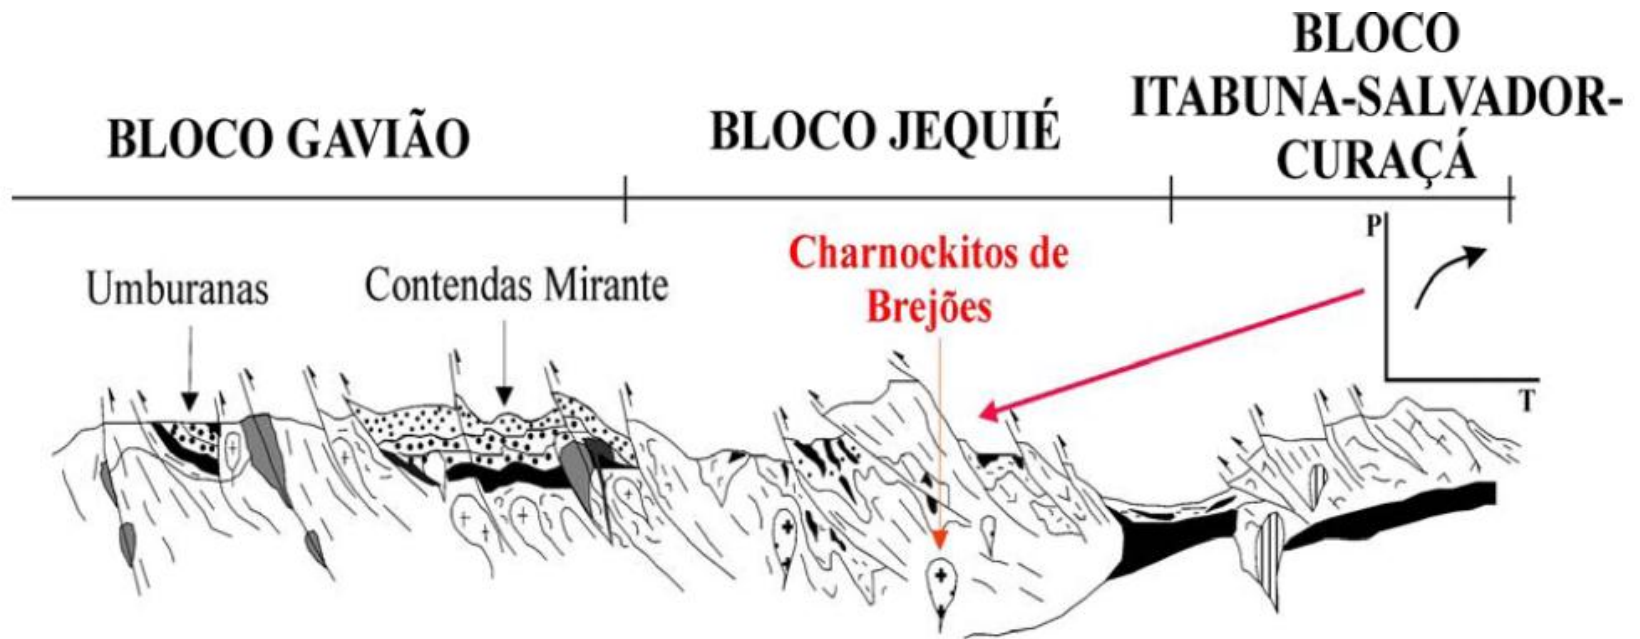 BLOCO GAVIÃO
BLOCO JEQUIÉ
BLOCO
ITABUNA-SALVADOR-
CURAÇÁ
Umburanas
Contendas Mirante
Charnockitos de
Brejões
P
T